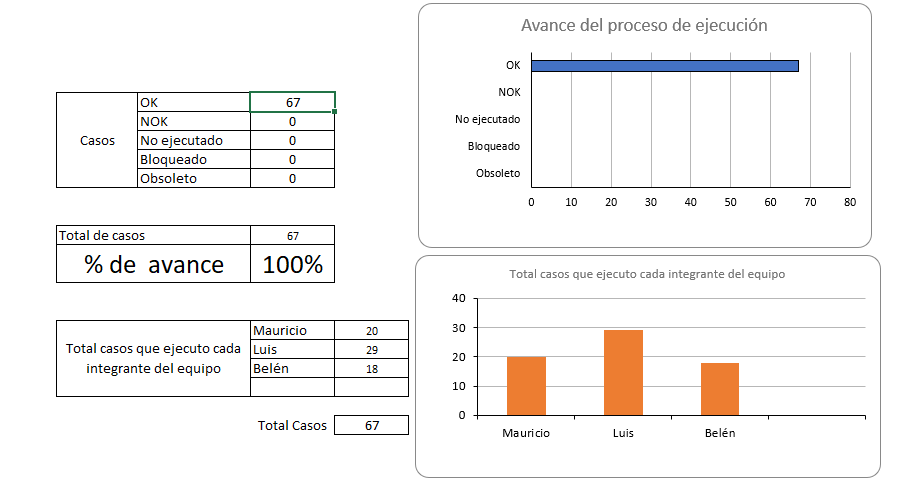 Casos
OK 67
NOK 0
No ejecutado 0
Bloqueado 0
Obsoleto 0
Total de casos 67
% de avance 100%
Total casos que ejecuto cada
integrante del equipo
Mauricio 20
Luis 29
Belén 18
Total Casos 67
Avance del proceso de ejecución
OK
NOK
No ejecutado
Bloqueado
Obsoleto
0 10 20 30 40 50 60 70 80
Total casos que ejecuto cada integrante del equipo
40
30
20
10
0
Mauricio Luis Belén